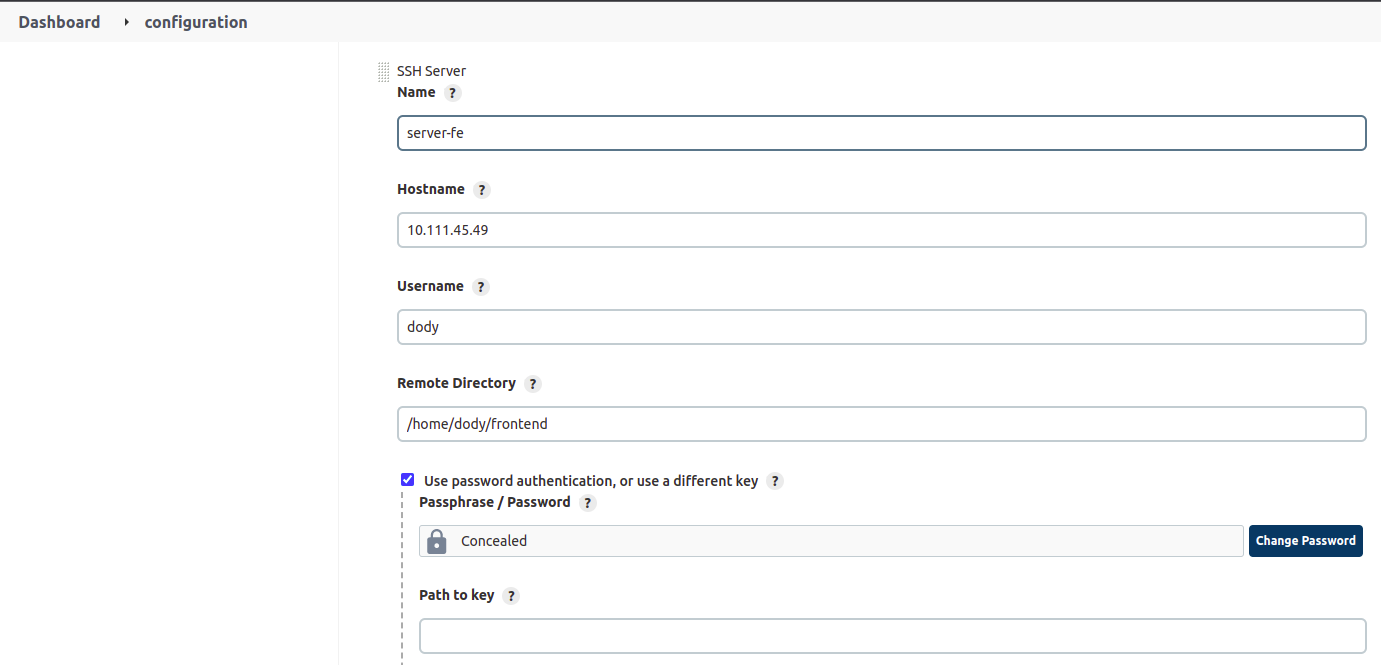 Dashboard configuration
SSH Server
Name ?
server-fe
Hostname ?
10.111.45.49
Username ?
dody
Remote Directory ?
/home/dody/frontend
Use password authentication, or use a different key ?
Passphrase / Password ?
Concealed Change Password
Path to key ?